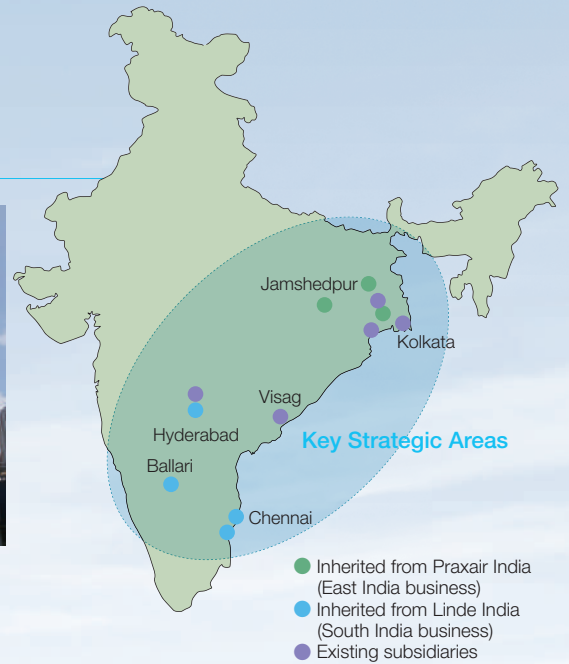 Jamshedpur
Kolkata
Visag
Hyderabad
Key Strategic Areas
Ballari
Chennai
Inherited from Praxair India
(East India business)
Inherited from Linde India
(South India business)
Existing subsidiaries